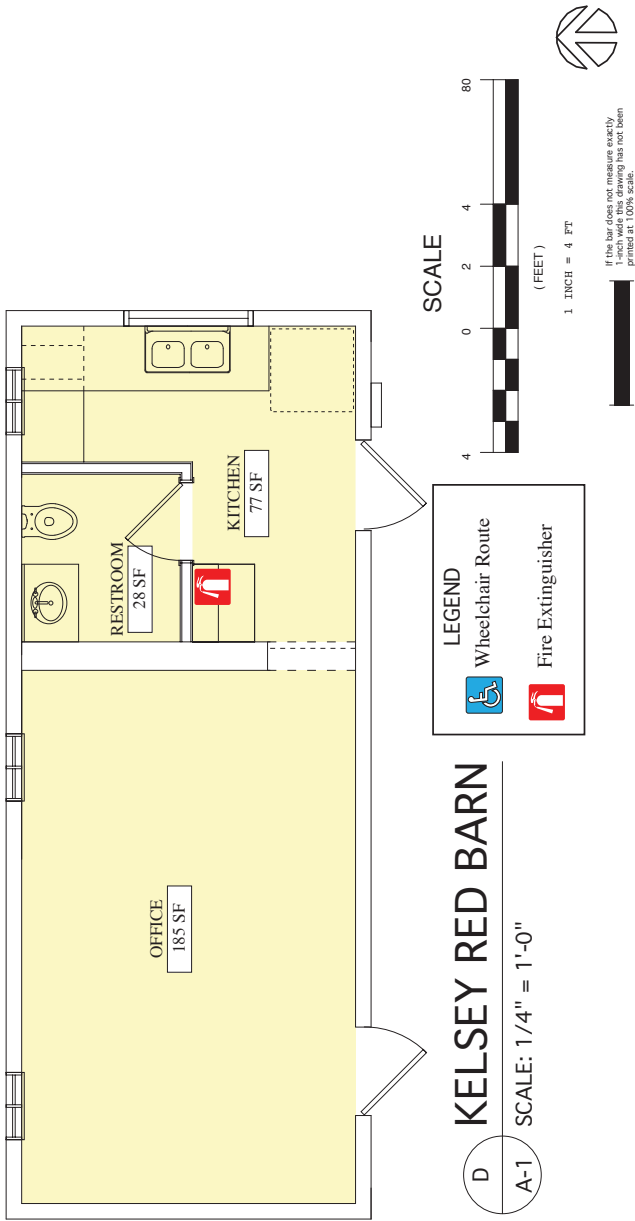 OFFICE
185 SF
RESTROOM
28 SF
KITCHEN
77 SF
D
A-1
KELSEY RED BARN
SCALE: 1/4" = 1'-0"
LEGEND
Wheelchair Route
Fire Extinguisher
SCALE
4 0 2 4 80
( FEET )
1 INCH = 4 FT
If the bar does not measure exactly
1-inch wide this drawing has not been
printed at 100% scale.